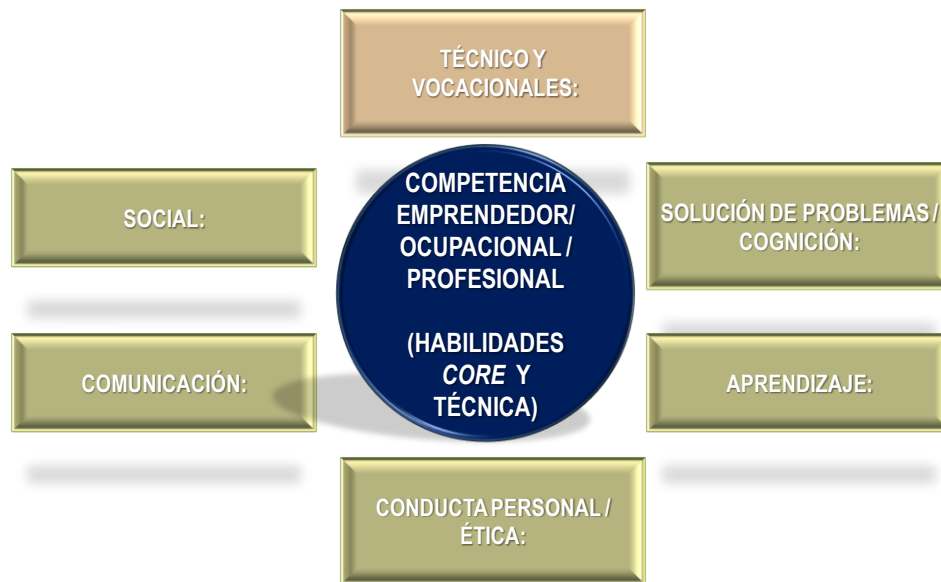 TÉCNICO Y
VOCACIONALES:
SOCIAL:
COMPETENCIA
EMPRENDEDOR/
OCUPACIONAL /
PROFESIONAL
(HABILIDADES
CORE Y
TÉCNICA)
SOLUCIÓN DE PROBLEMAS /
COGNICIÓN:
COMUNICACIÓN:
APRENDIZAJE:
CONDUCTA PERSONAL /
ÉTICA: